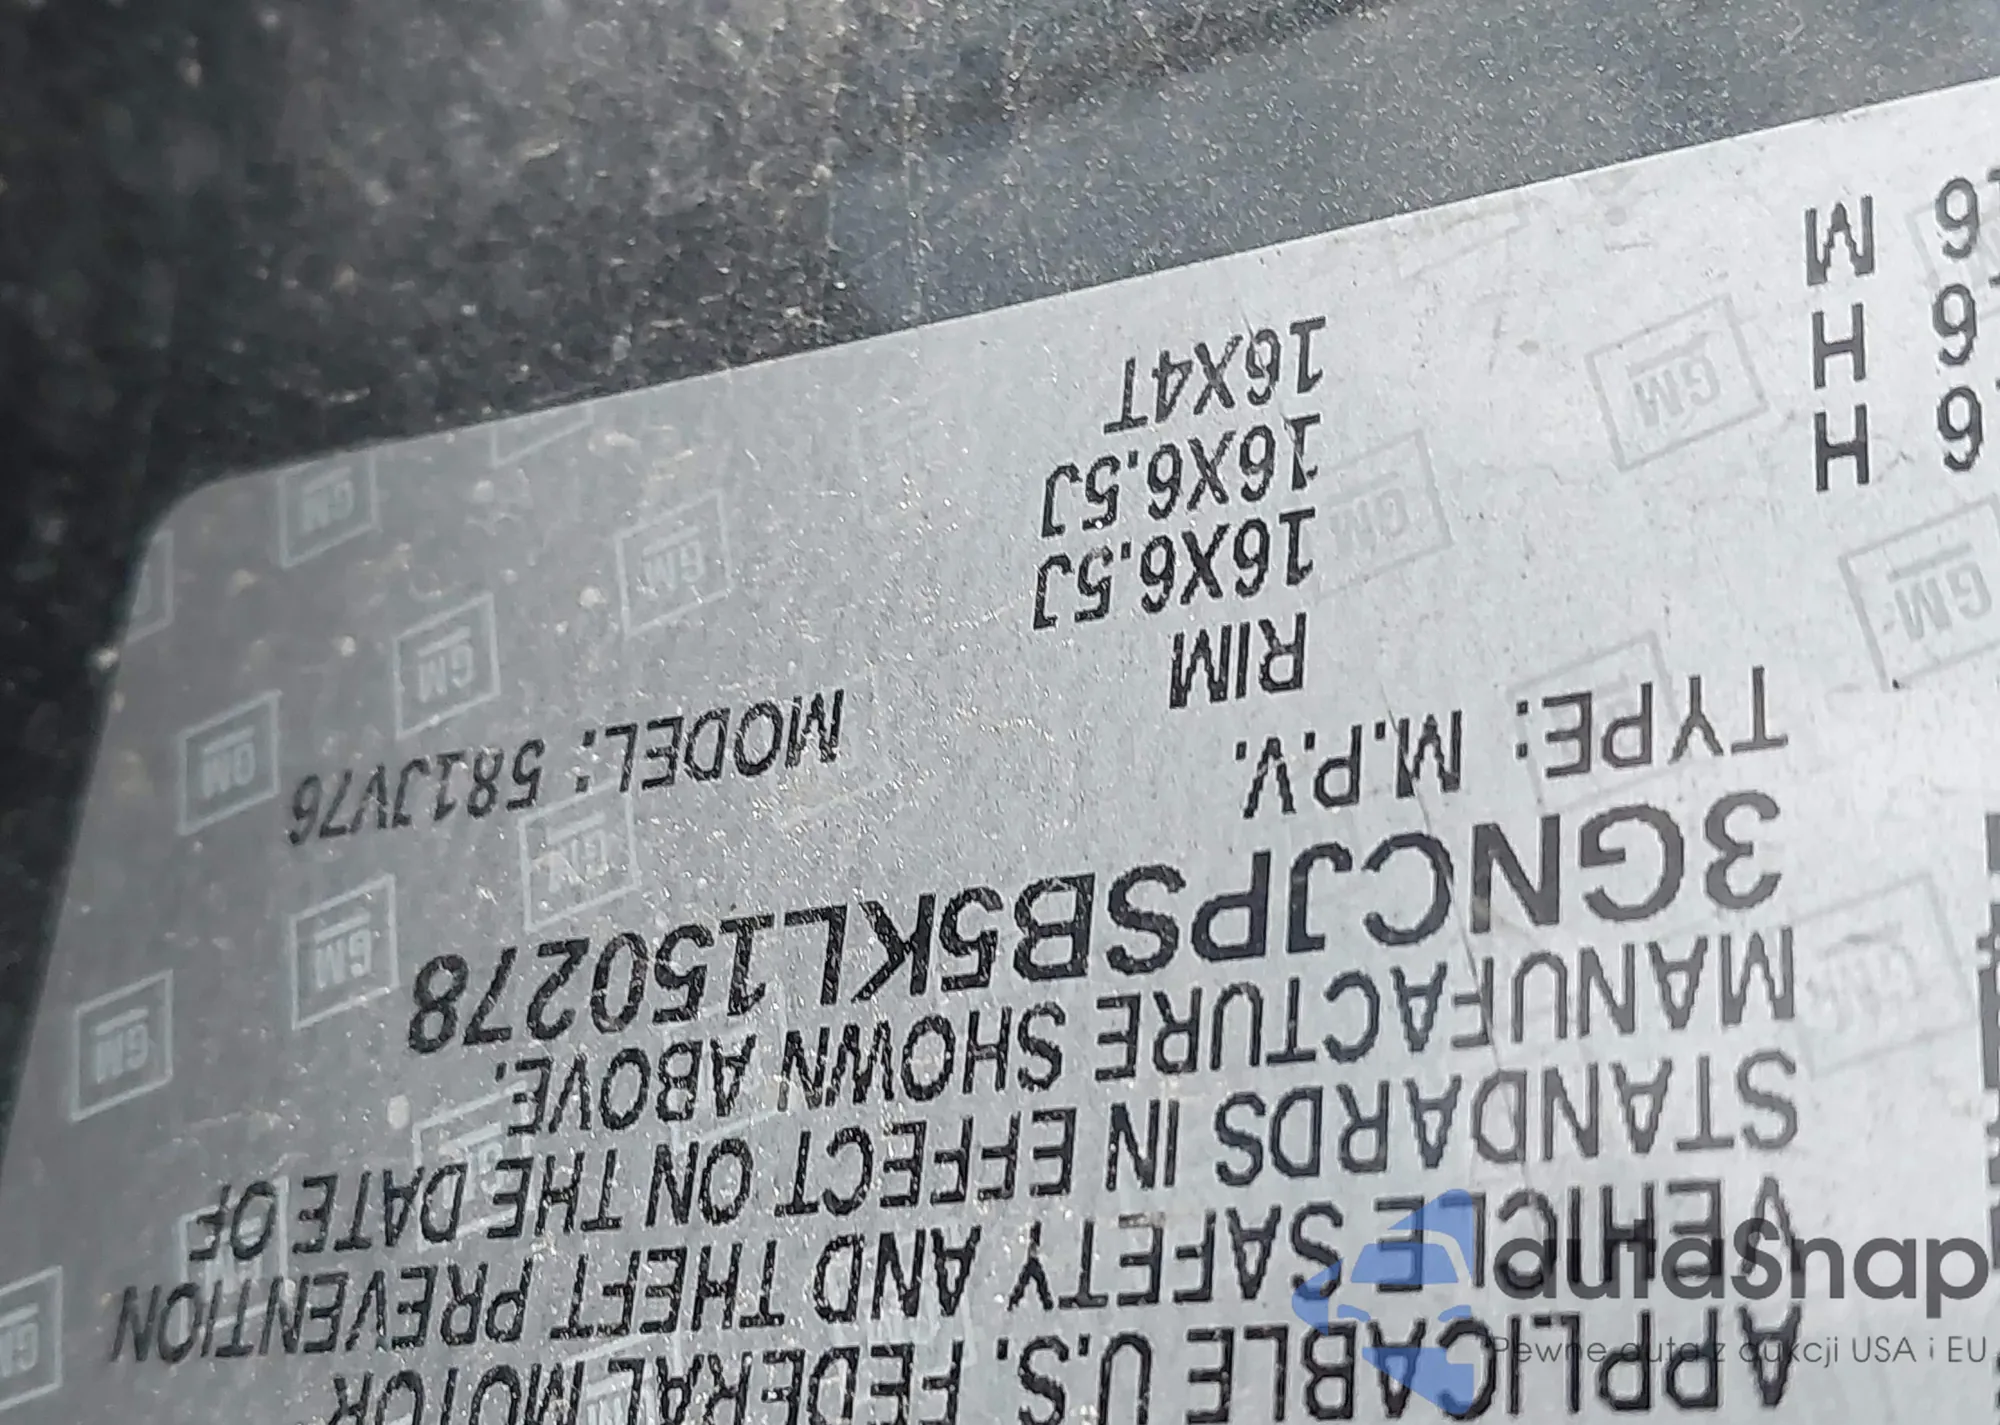 APPLICABLE U.S. FEDERAL MOTOR
VEHICLE SAFETY AND THEFT PREVENTION
STANDARDS IN EFFECT ON THE DATE OF
MANUFACTURE SHOWN ABOVE.
3GNCJPSB5KL150278
TYPE: M.P.V. MODEL: 581JV76
RIM
H 16X6.5J
H 16X6.5J
M 16X4T
GM
autoSnap
Pewne auta z aukcji USA i EU